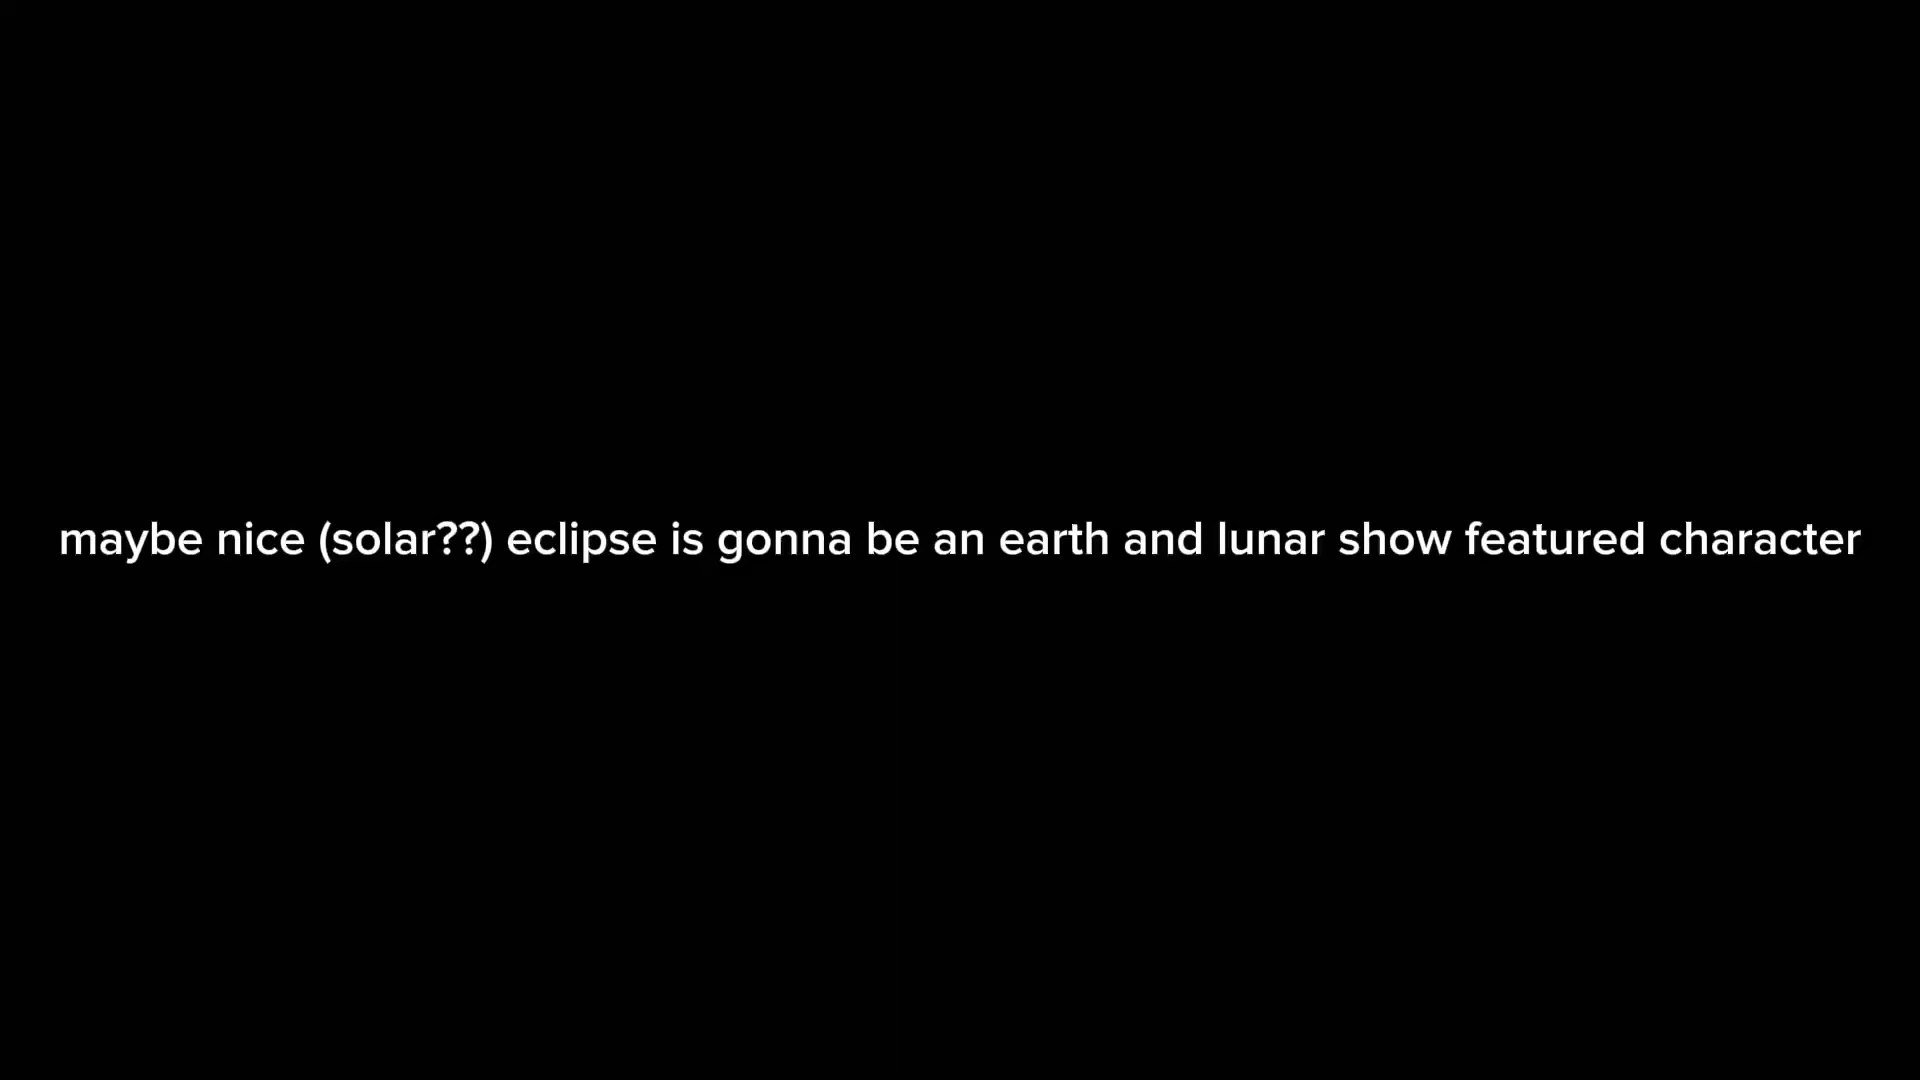 maybe nice (solar??) eclipse is gonna be an earth and lunar show featured character